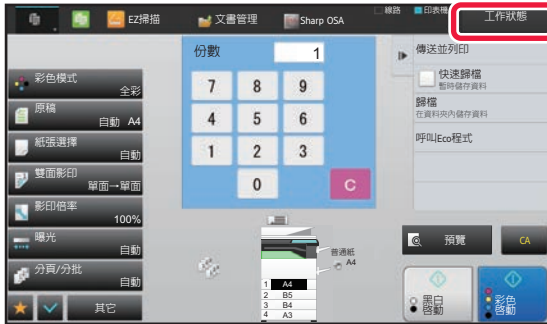 EZ掃描
文書管理
Sharp OSA
線路
印表機
工作狀態
份數
1
傳送並列印
快速歸檔
暫時儲存資料
歸檔
在資料夾內儲存資料
呼叫Eco程式
彩色模式
全彩
原稿
自動 A4
紙張選擇
自動
雙面影印
單面→單面
影印倍率
100%
曝光
自動
分頁/分批
自動
其它
7 8 9
4 5 6
1 2 3
0 C
普通紙
A4
1 A4
2 B5
3 B4
4 A3
預覽
CA
黑白
啓動
彩色
啓動